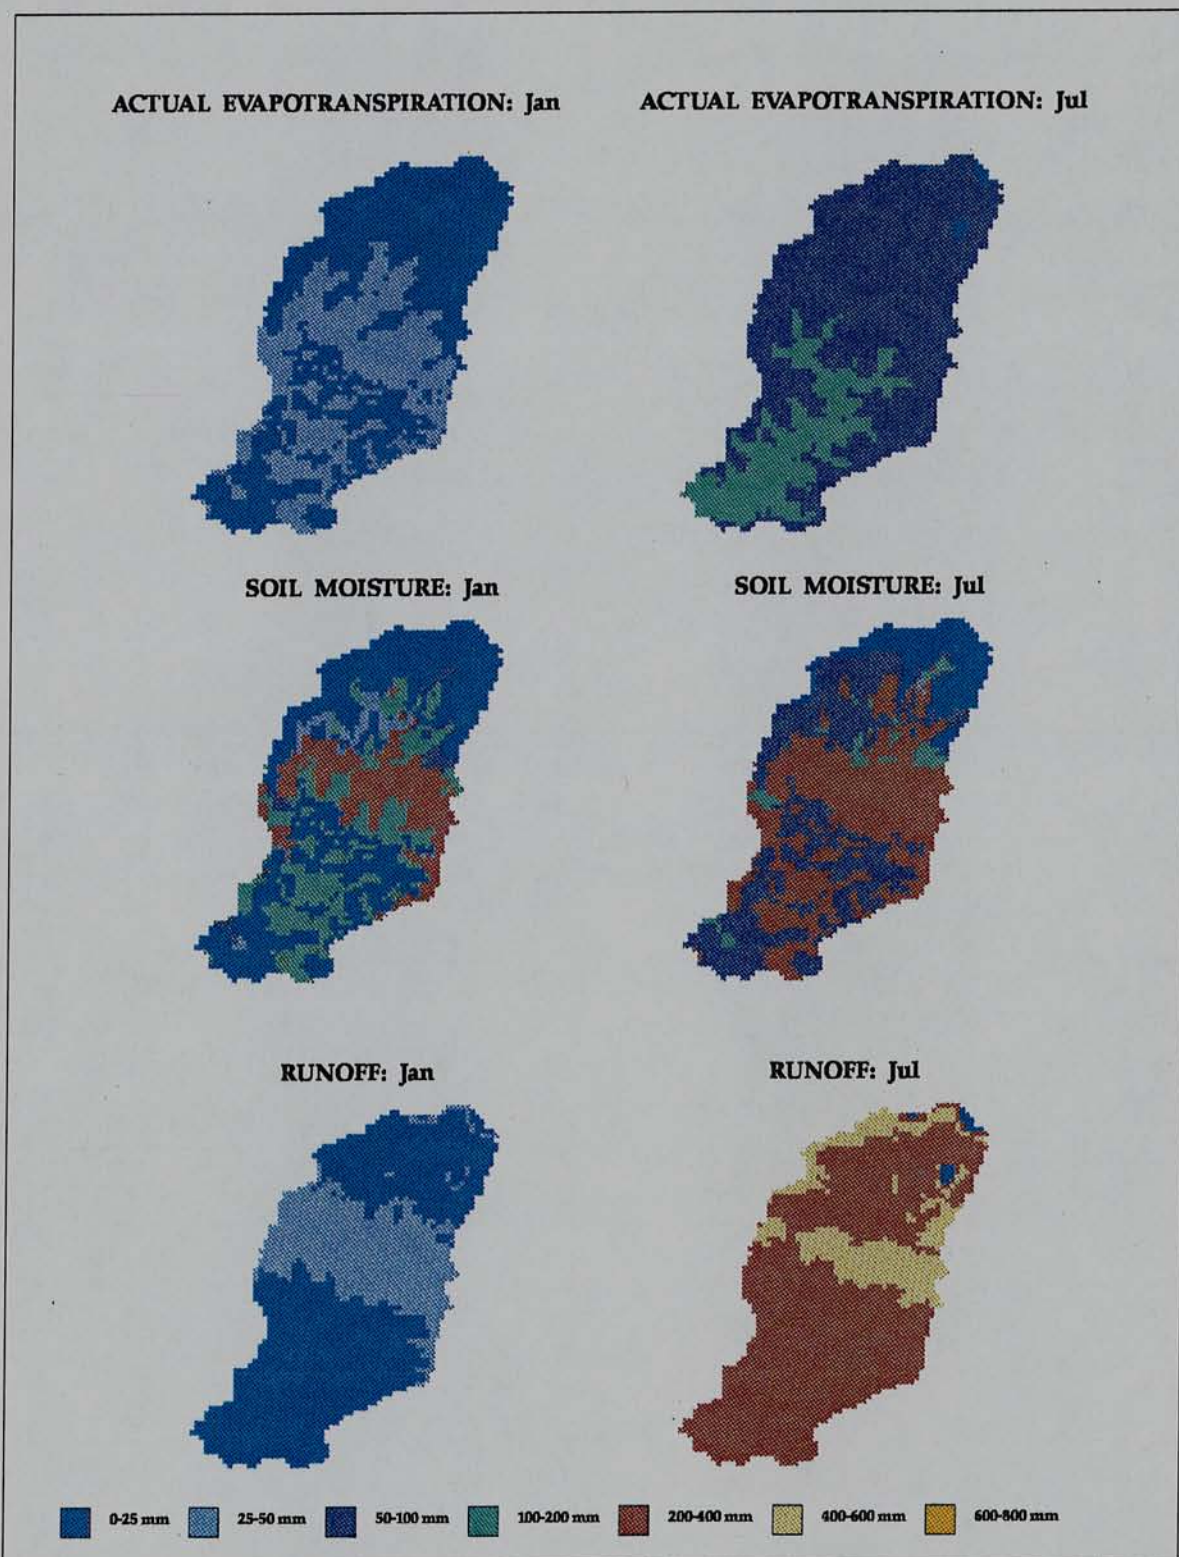 ACTUAL EVAPOTRANSPIRATION: Jan
ACTUAL EVAPOTRANSPIRATION: Jul
SOIL MOISTURE: Jan
SOIL MOISTURE: Jul
RUNOFF: Jan
RUNOFF: Jul
0-25 mm 25-50 mm 50-100 mm 100-200 mm 200-400 mm 400-600 mm 600-800 mm